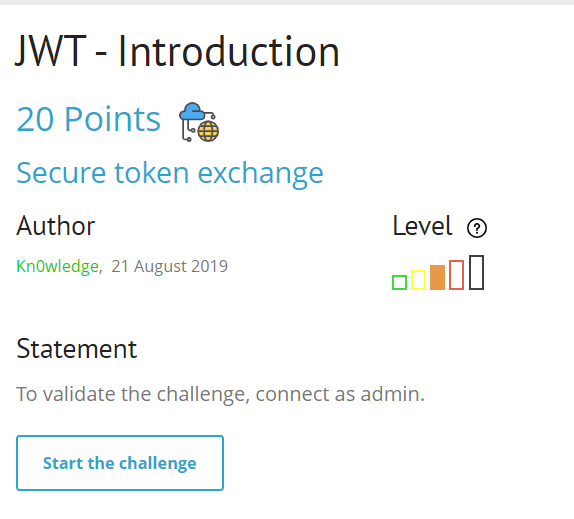 JWT - Introduction
20 Points
Secure token exchange
Author
Level ?
Kn0wledge, 21 August 2019
Statement
To validate the challenge, connect as admin.
Start the challenge